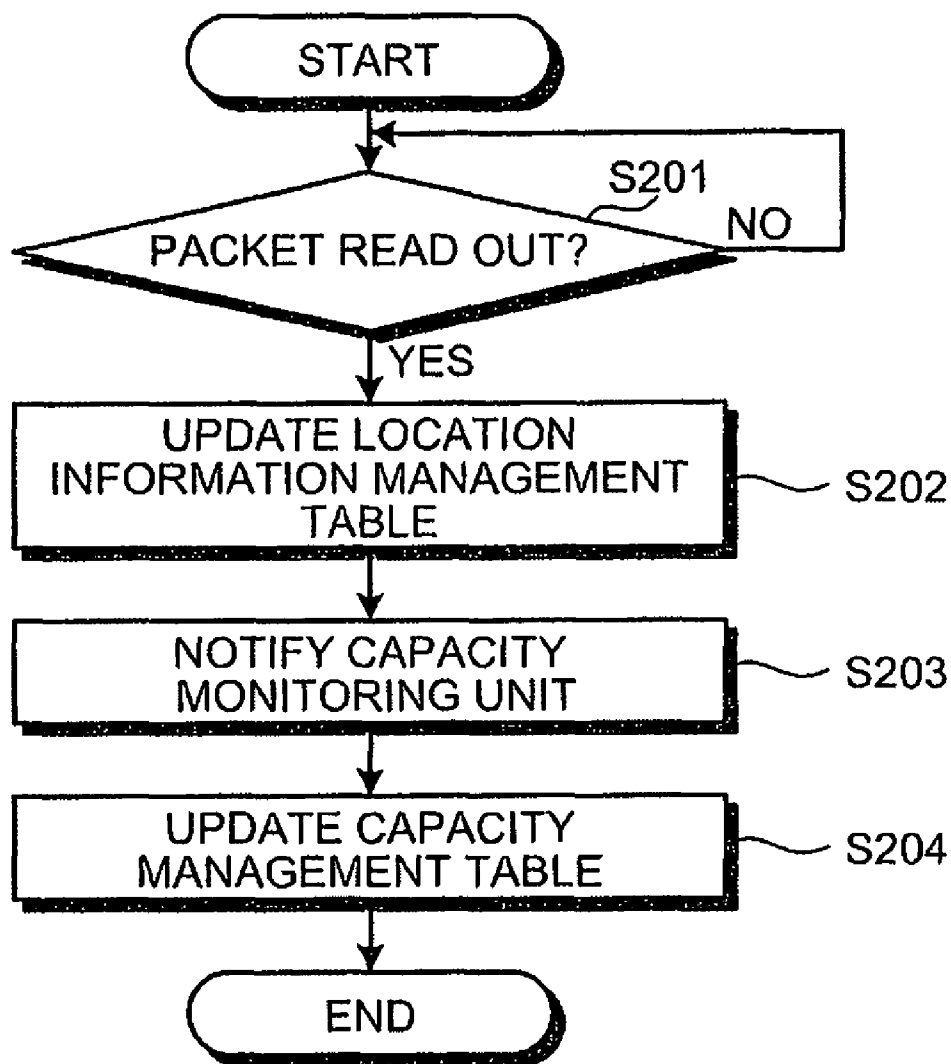 START
S201
PACKET READ OUT?
NO
YES
UPDATE LOCATION
INFORMATION MANAGEMENT
TABLE
S202
NOTIFY CAPACITY
MONITORING UNIT
S203
UPDATE CAPACITY
MANAGEMENT TABLE
S204
END